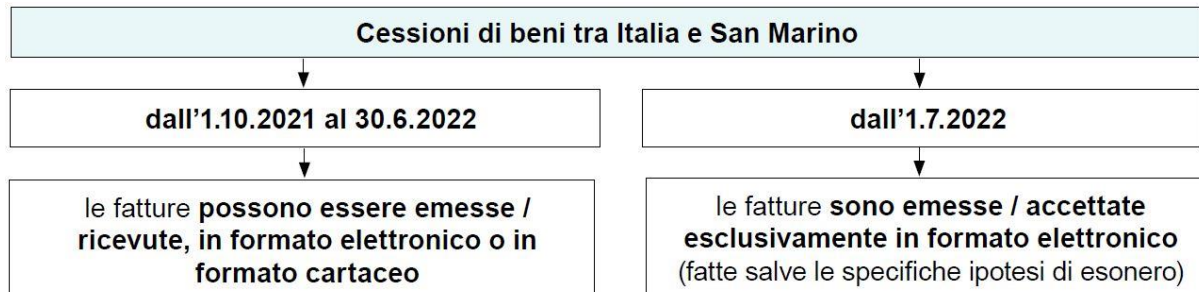 Cessioni di beni tra Italia e San Marino
dall'1.10.2021 al 30.6.2022
dall'1.7.2022
le fatture possono essere emesse /
ricevute, in formato elettronico o in
formato cartaceo
le fatture sono emesse / accettate
esclusivamente in formato elettronico
(fatte salve le specifiche ipotesi di esonero)